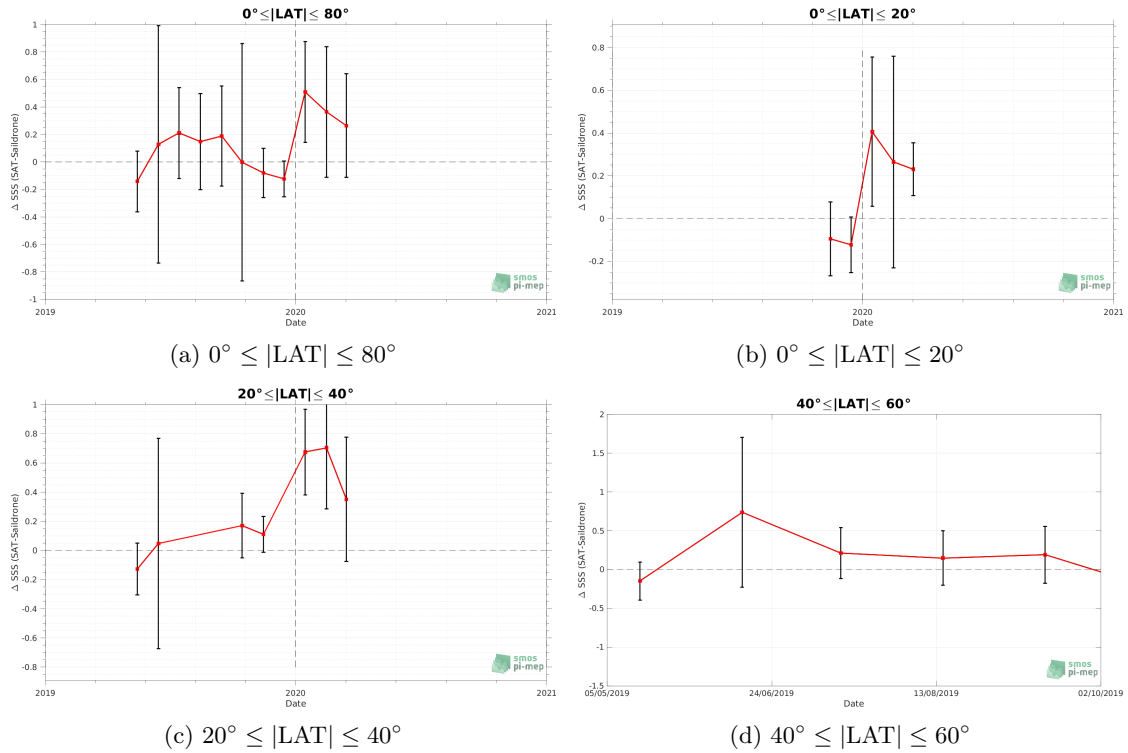 0°≤|LAT|≤ 80°
1
0.8
0.6
0.4
0.2
0
-0.2
-0.4
-0.6
-0.8
-1
Δ SSS (SAT-Saildrone)
2019
2020
2021
Date
smos
pi-mep
(a) 0° ≤ |LAT| ≤ 80°
0°≤|LAT|≤ 20°
0.8
0.6
0.4
0.2
0
-0.2
Δ SSS (SAT-Saildrone)
2019
2020
2021
Date
smos
pi-mep
(b) 0° ≤ |LAT| ≤ 20°
20°≤|LAT|≤ 40°
1
0.8
0.6
0.4
0.2
0
-0.2
-0.4
-0.6
-0.8
Δ SSS (SAT-Saildrone)
2019
2020
2021
Date
smos
pi-mep
(c) 20° ≤ |LAT| ≤ 40°
40°≤|LAT|≤ 60°
2
1.5
1
0.5
0
-0.5
-1
-1.5
Δ SSS (SAT-Saildrone)
05/05/2019
24/06/2019
13/08/2019
02/10/2019
Date
smos
pi-mep
(d) 40° ≤ |LAT| ≤ 60°